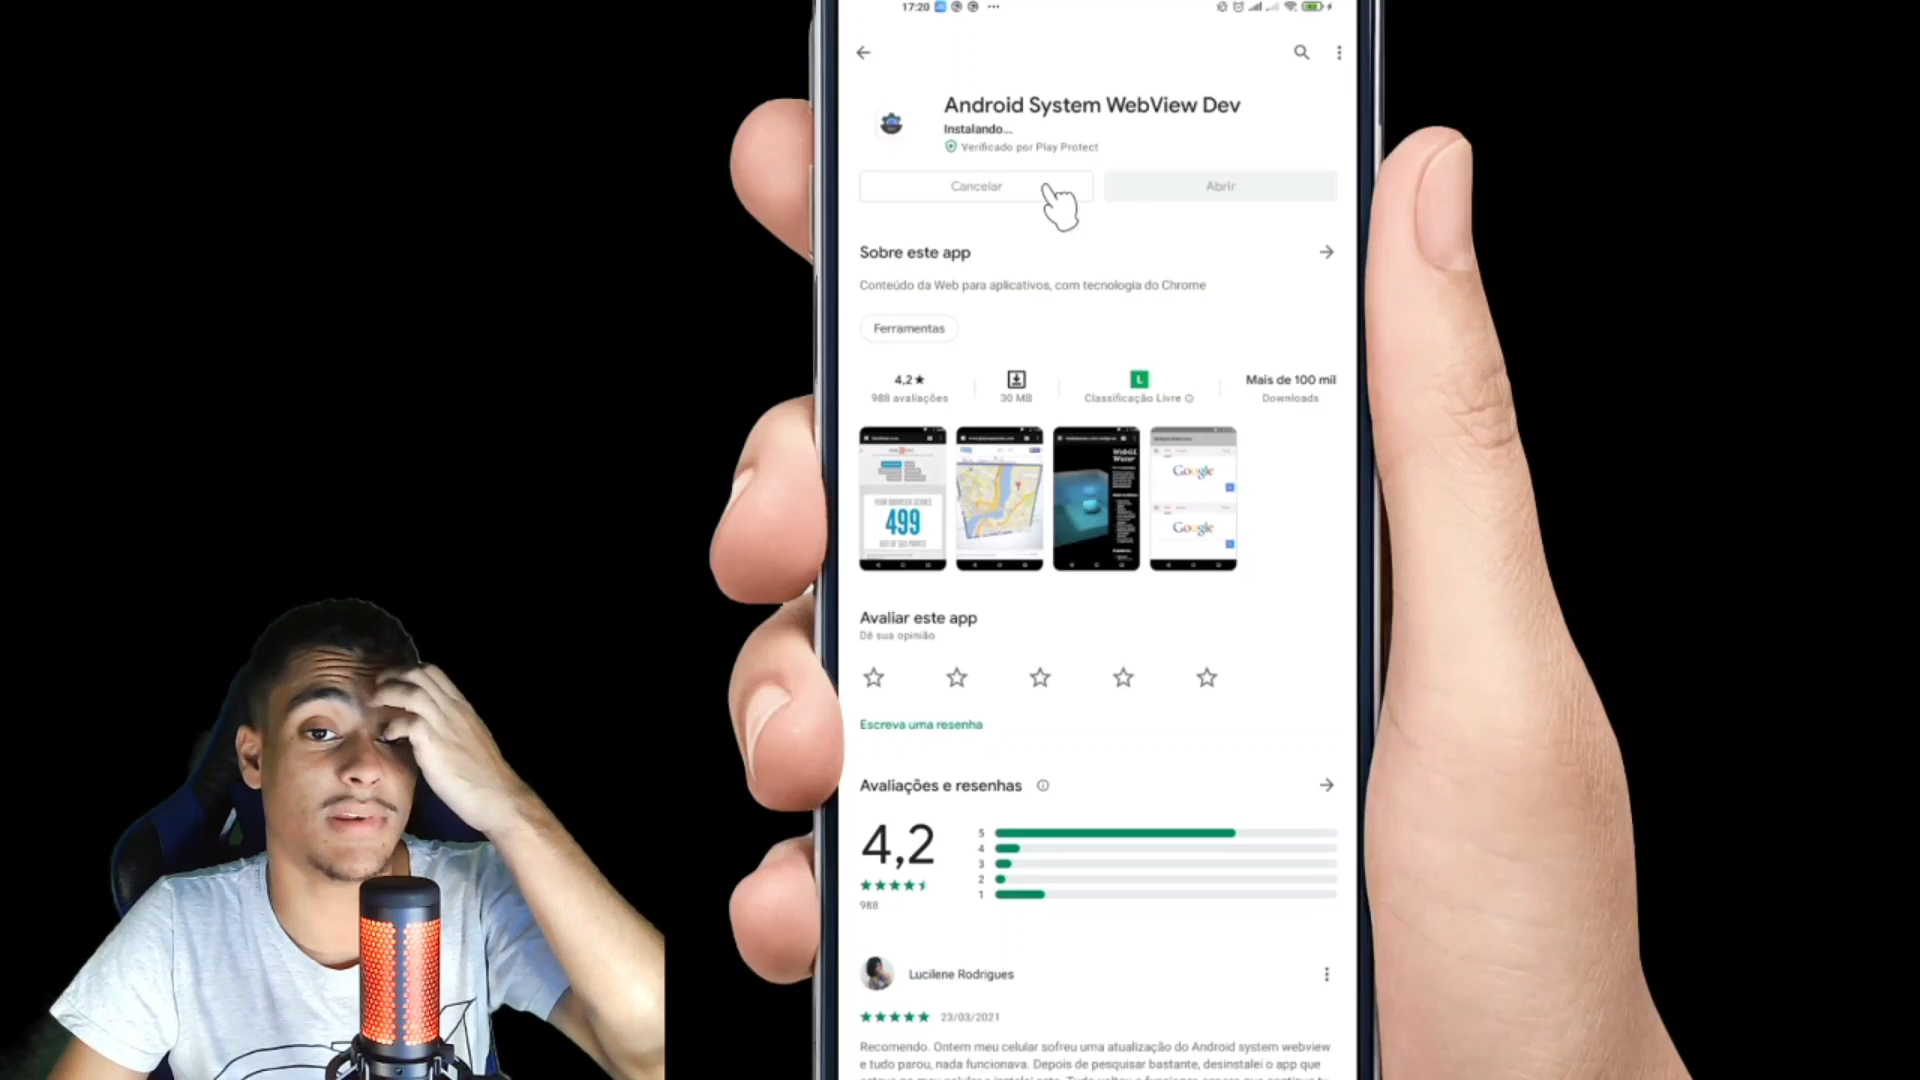 17:20
Android System WebView Dev
Instalando...
Verificado por Play Protect
Cancelar
Abrir
Sobre este app
Conteúdo da Web para aplicativos, com tecnologia do Chrome
Ferramentas
4,2★
988 avaliações
30 MB
L
Classificação Livre
Mais de 100 mil
Downloads
499
Google
Google
Avaliar este app
Dê sua opinião
Escreva uma resenha
Avaliações e resenhas
4,2
988
5
4
3
2
1
Lucilene Rodrigues
23/03/2021
Recomendo. Ontem meu celular sofreu uma atualização do Android system webview
e tudo parou, nada funcionava. Depois de pesquisar bastante, desinstalei o app que